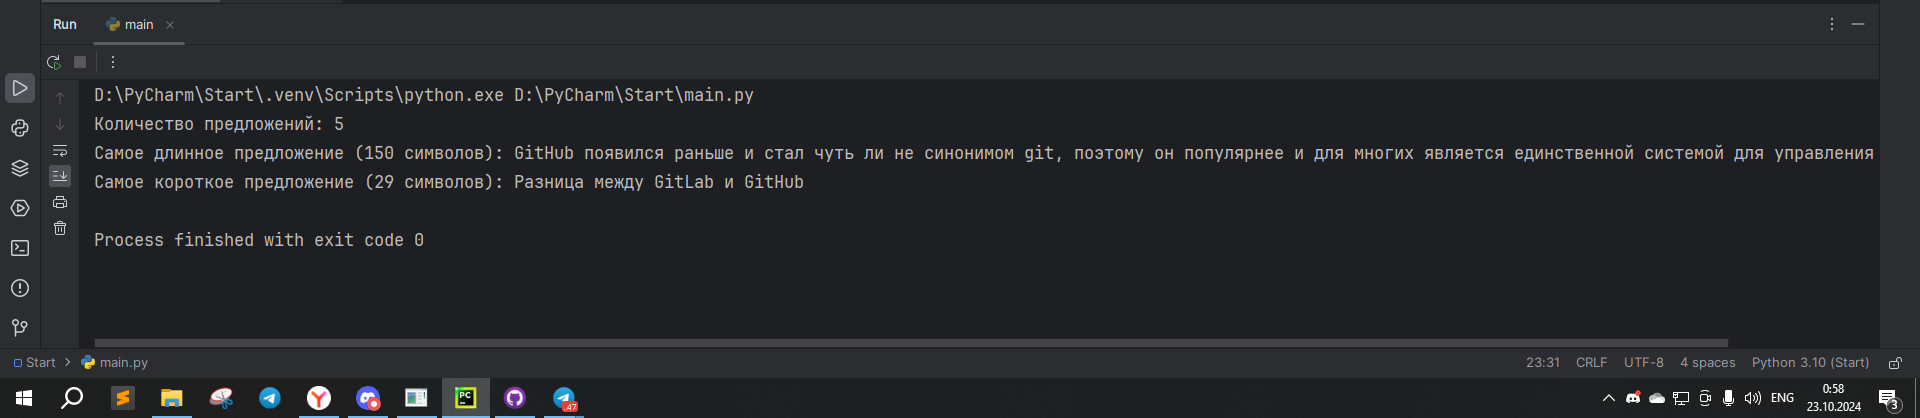 Run main
D:\PyCharm\Start\.venv\Scripts\python.exe D:\PyCharm\Start\main.py
Количество предложений: 5
Самое длинное предложение (150 символов): GitHub появился раньше и стал чуть ли не синонимом git, поэтому он популярнее и для многих является единственной системой для управления
Самое короткое предложение (29 символов): Разница между GitLab и GitHub
Process finished with exit code 0
Start > main.py 23:31 CRLF UTF-8 4 spaces Python 3.10 (Start)
PC
.47
ENG
0:58
23.10.2024
3